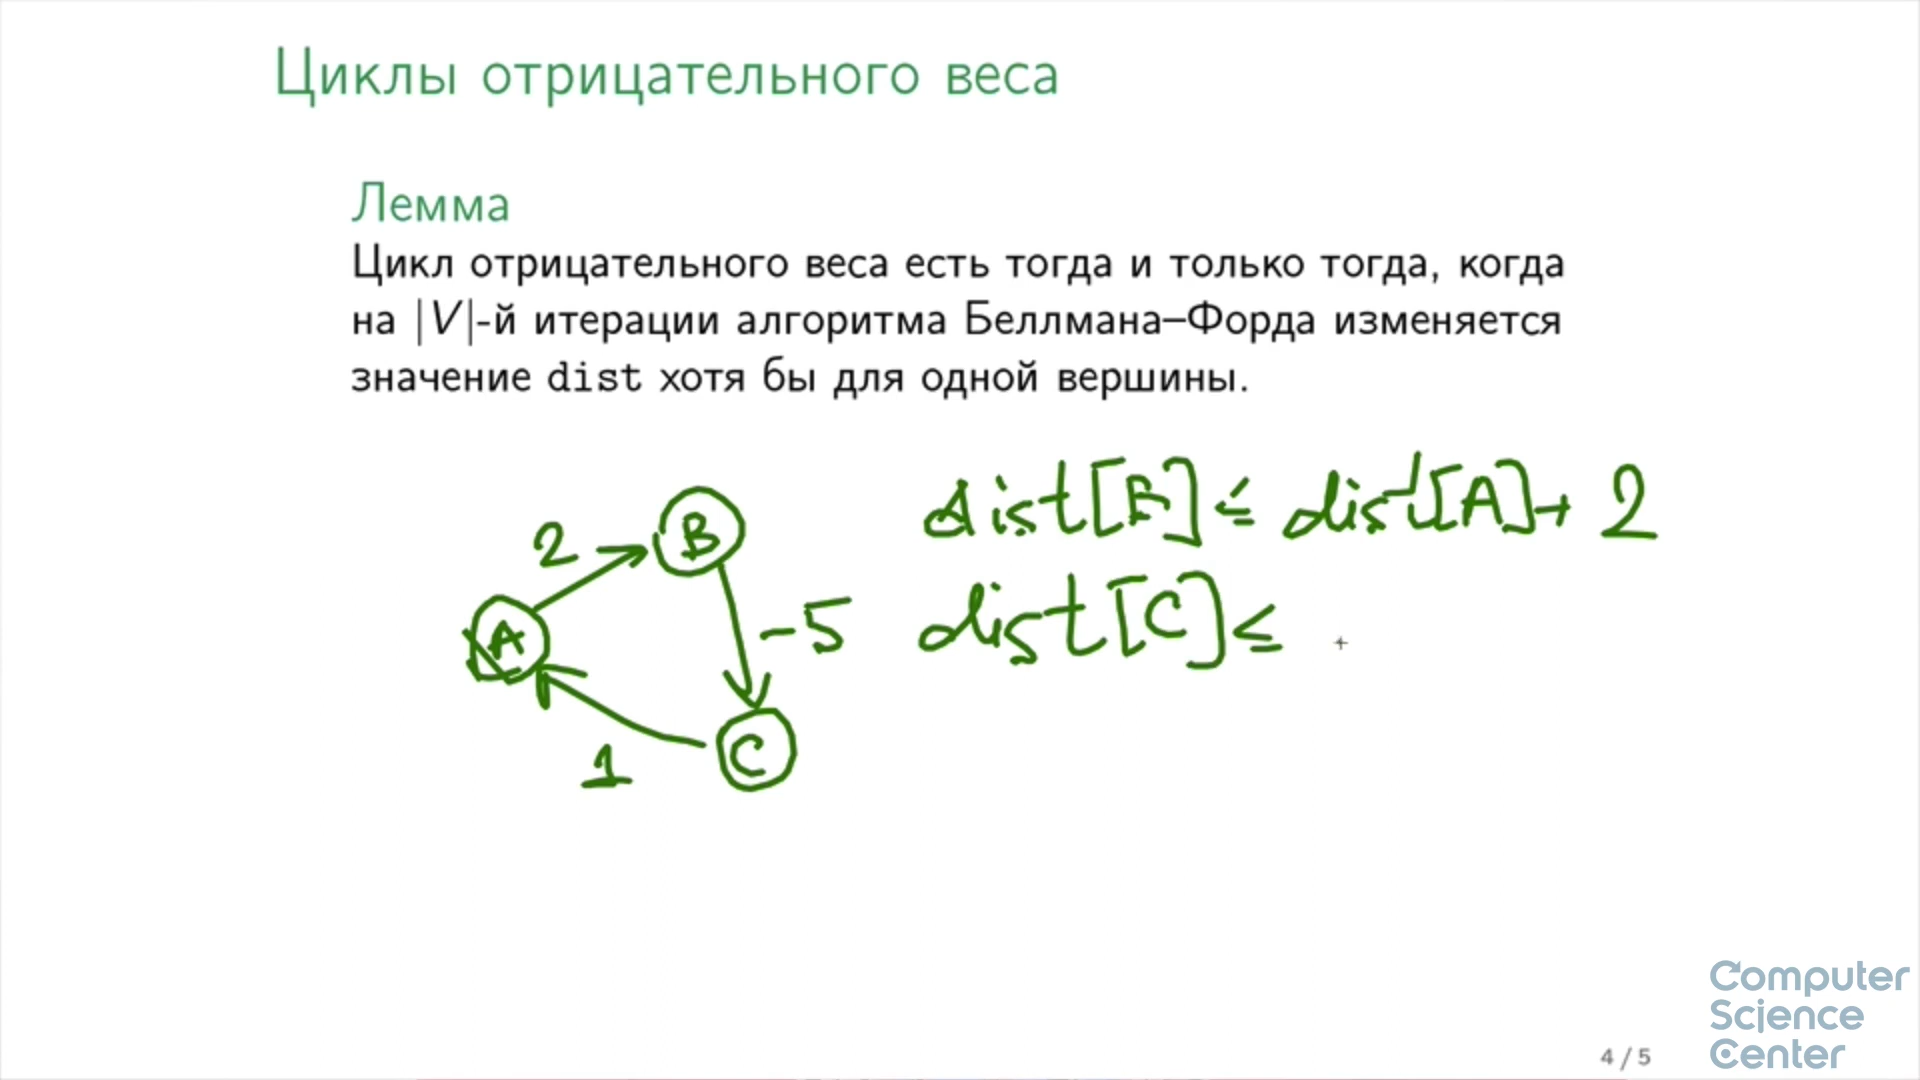 Циклы отрицательного веса
Лемма
Цикл отрицательного веса есть тогда и только тогда, когда
на |V|-й итерации алгоритма Беллмана–Форда изменяется
значение dist хотя бы для одной вершины.
dist[B] ≤ dist[A] + 2
2
B
A
-5
dist[C] ≤
C
1
Computer
Science
Center
4 / 5